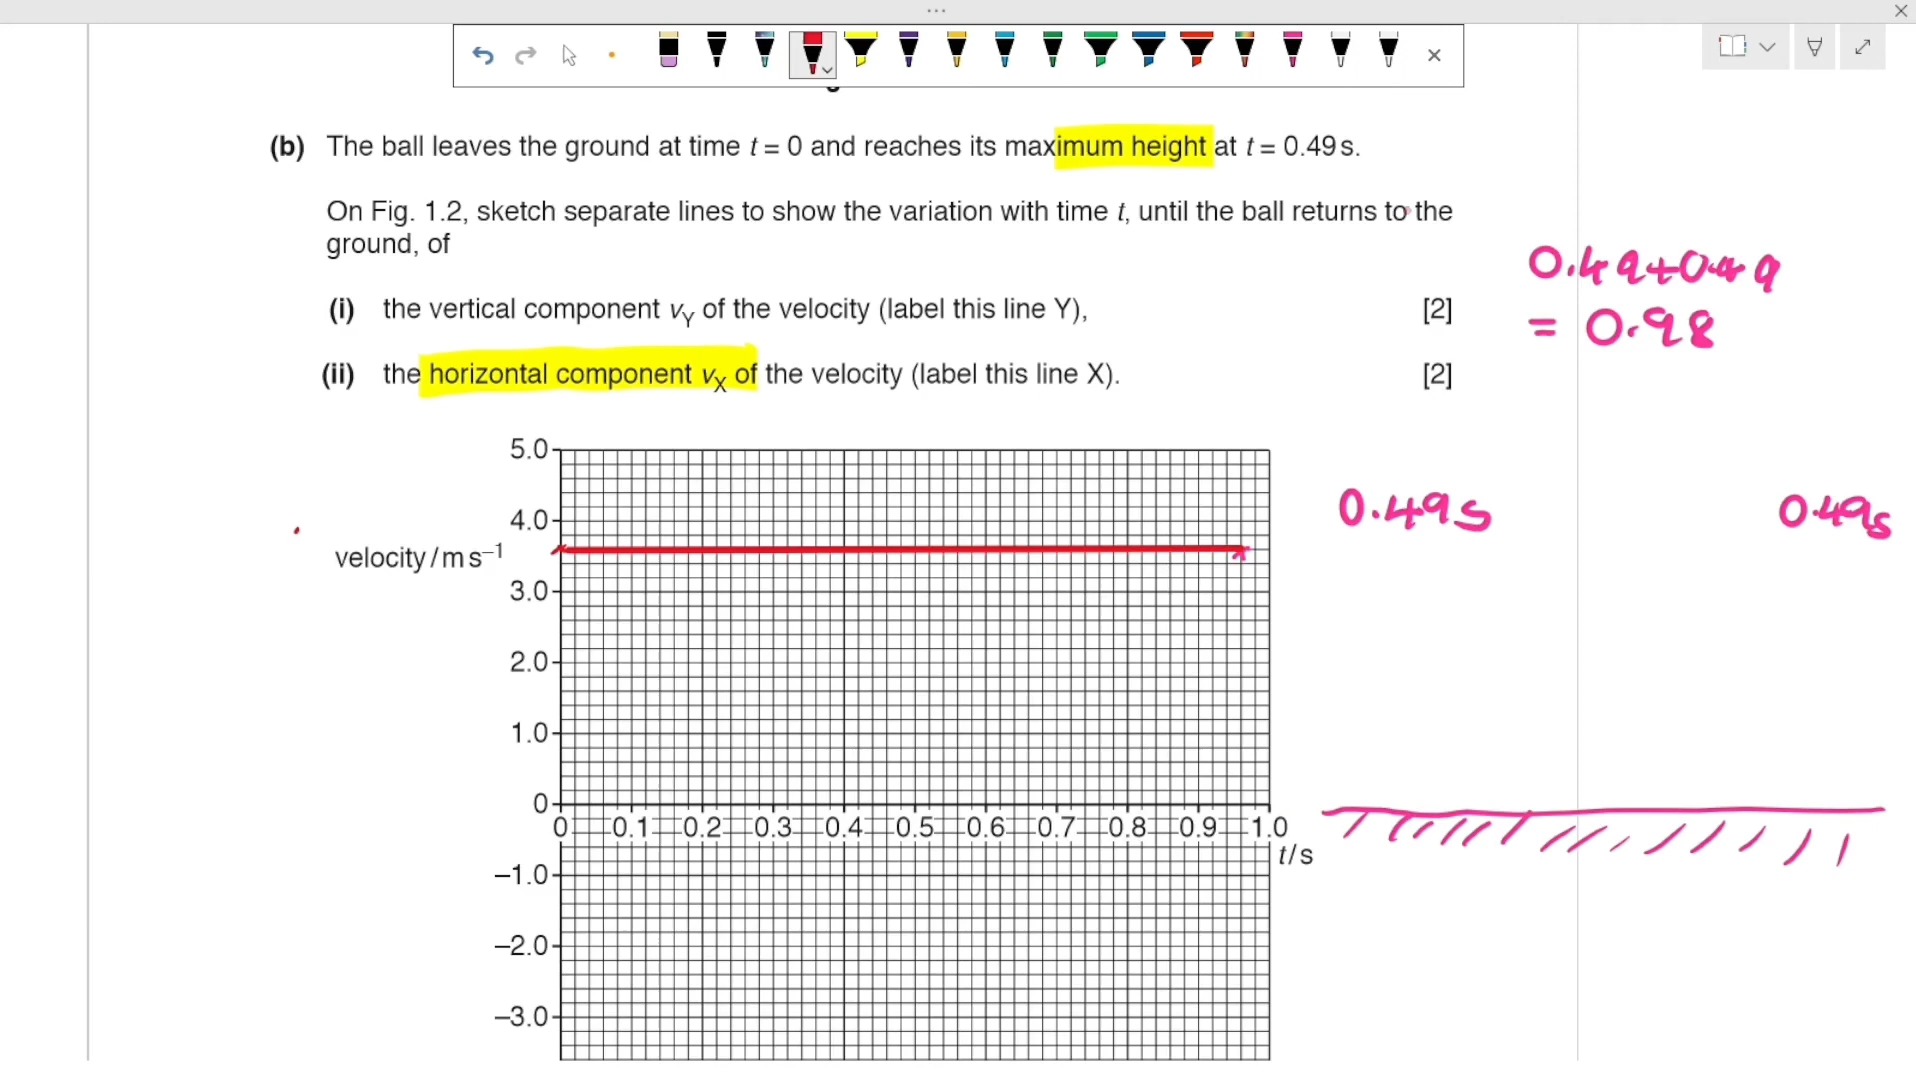 (b) The ball leaves the ground at time t = 0 and reaches its maximum height at t = 0.49 s.
On Fig. 1.2, sketch separate lines to show the variation with time t, until the ball returns to the
ground, of
0.49+0.49
(i) the vertical component vY of the velocity (label this line Y), [2]
= 0.98
(ii) the horizontal component vX of the velocity (label this line X). [2]
5.0
0.49s 0.49s
4.0
velocity / m s⁻¹
3.0
2.0
1.0
0
0 0.1 0.2 0.3 0.4 0.5 0.6 0.7 0.8 0.9 1.0
t / s
–1.0
–2.0
–3.0